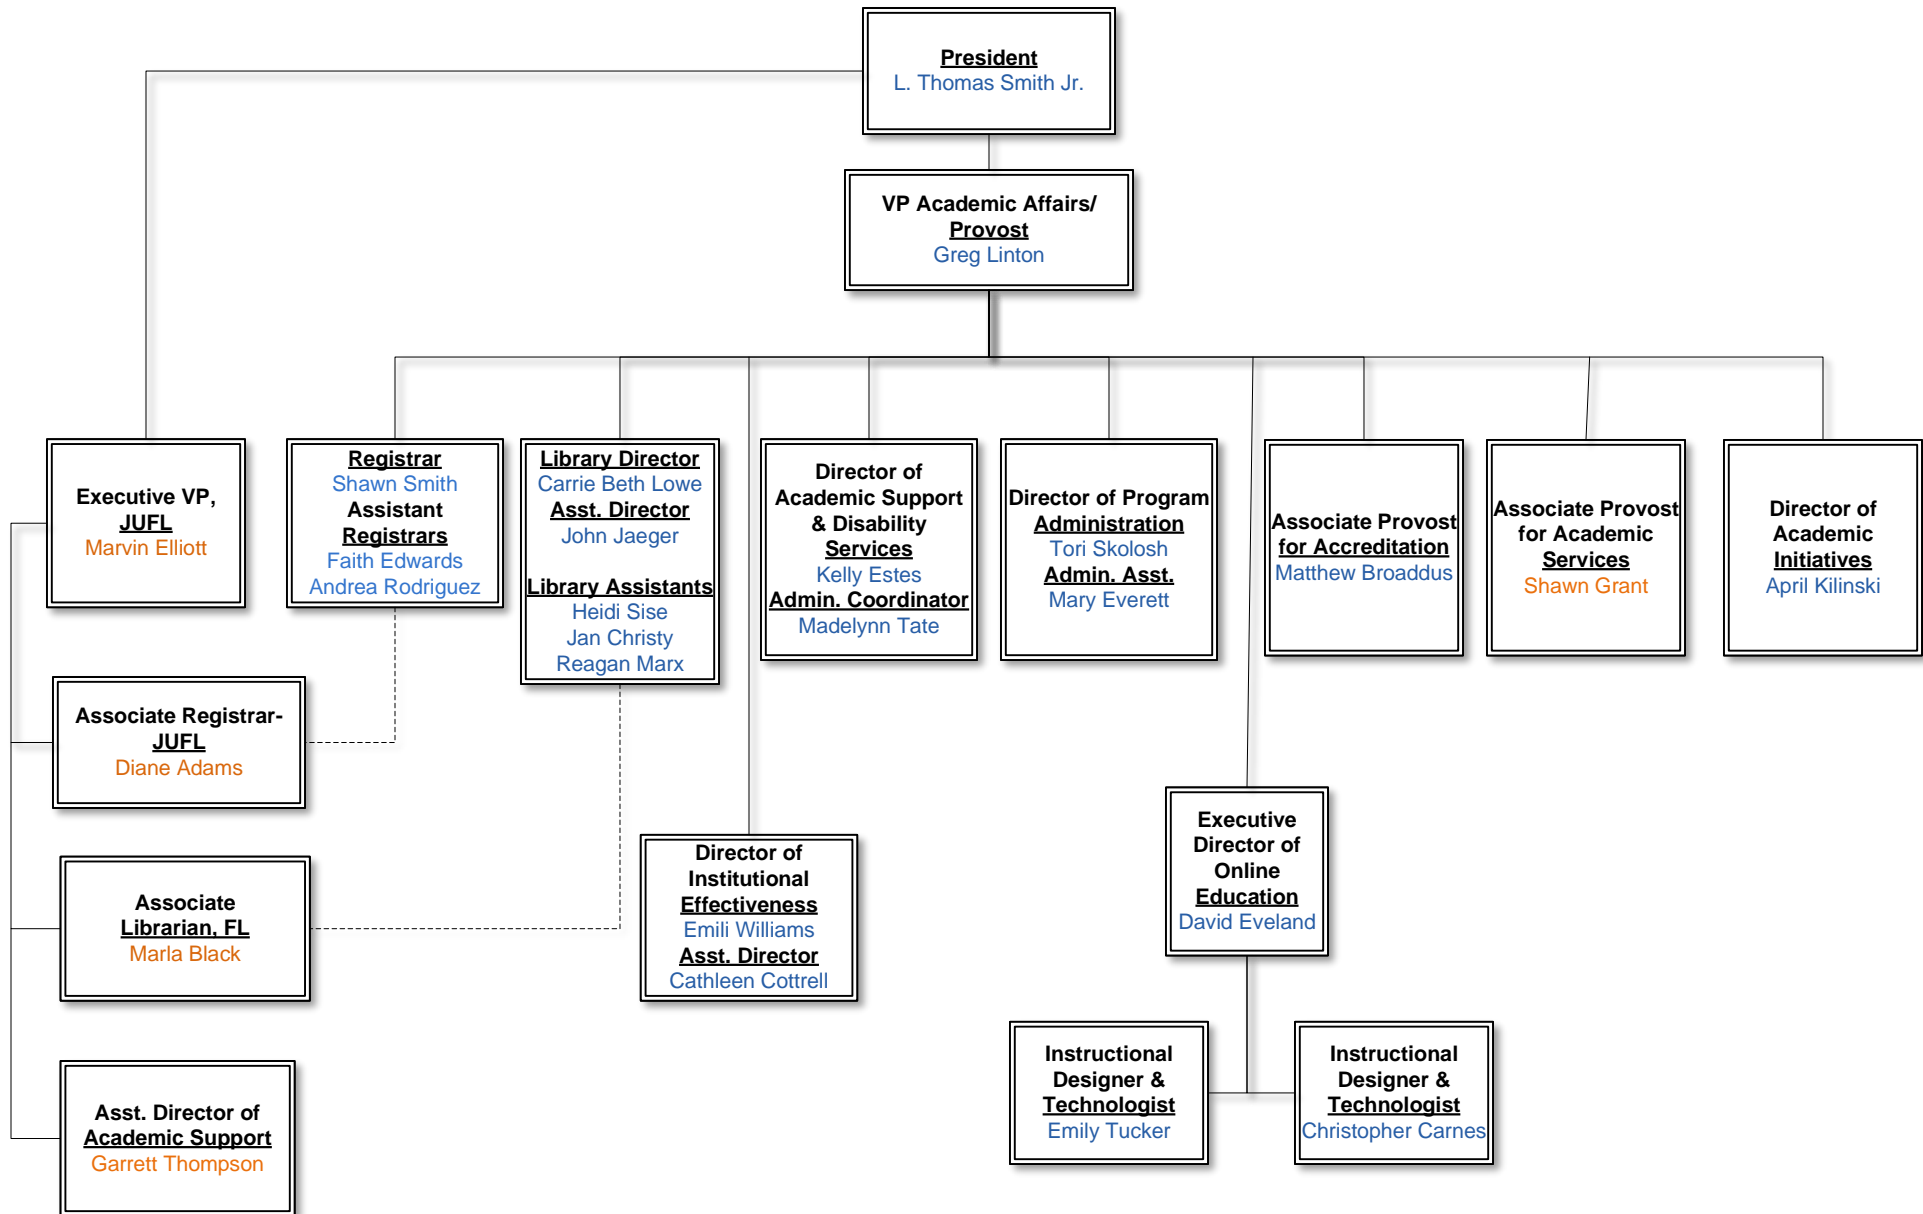 President
L. Thomas Smith Jr.
VP Academic Affairs/
Provost
Greg Linton
Executive VP,
JUFL
Marvin Elliott
Registrar
Shawn Smith
Assistant
Registrars
Faith Edwards
Andrea Rodriguez
Library Director
Carrie Beth Lowe
Asst. Director
John Jaeger
Library Assistants
Heidi Sise
Jan Christy
Reagan Marx
Director of
Academic Support
& Disability
Services
Kelly Estes
Admin. Coordinator
Madelynn Tate
Director of Program
Administration
Tori Skolosh
Admin. Asst.
Mary Everett
Associate Provost
for Accreditation
Matthew Broaddus
Associate Provost
for Academic
Services
Shawn Grant
Director of
Academic
Initiatives
April Kilinski
Associate Registrar-
JUFL
Diane Adams
Associate
Librarian, FL
Marla Black
Asst. Director of
Academic Support
Garrett Thompson
Director of
Institutional
Effectiveness
Emili Williams
Asst. Director
Cathleen Cottrell
Executive
Director of
Online
Education
David Eveland
Instructional
Designer &
Technologist
Emily Tucker
Instructional
Designer &
Technologist
Christopher Carnes